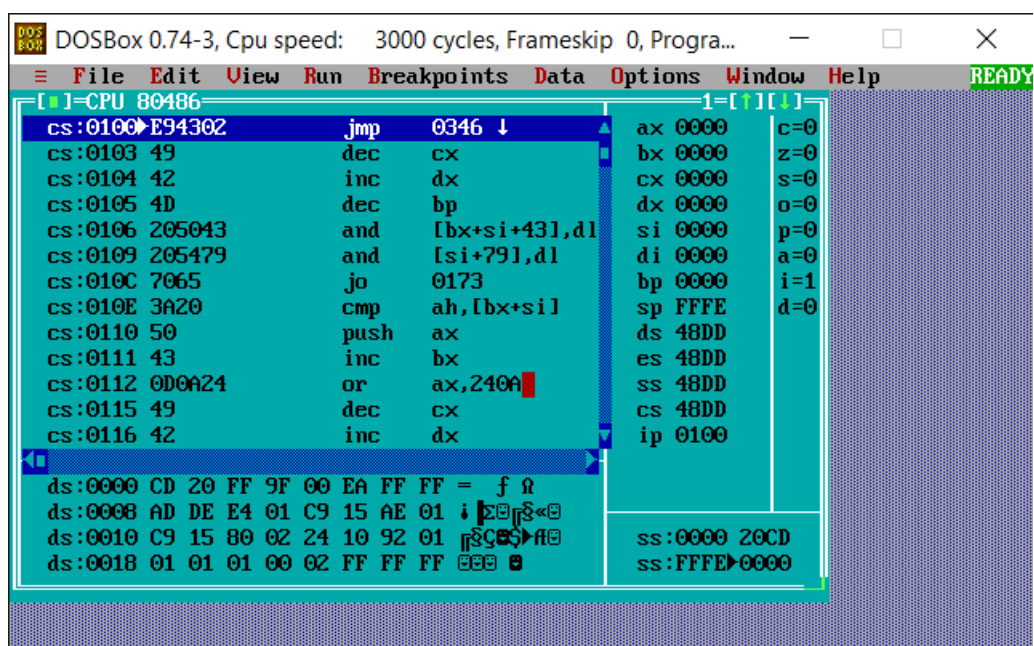 DOSBox 0.74-3, Cpu speed: 3000 cycles, Frameskip 0, Progra...
≡ File Edit View Run Breakpoints Data Options Window Help READY
[■]=CPU 80486 1=[↑][↓]
cs:0100►E94302 jmp 0346 ↓ ax 0000 c=0
cs:0103 49 dec cx bx 0000 z=0
cs:0104 42 inc dx cx 0000 s=0
cs:0105 4D dec bp dx 0000 o=0
cs:0106 205043 and [bx+si+43],dl si 0000 p=0
cs:0109 205479 and [si+79],dl di 0000 a=0
cs:010C 7065 jo 0173 bp 0000 i=1
cs:010E 3A20 cmp ah,[bx+si] sp FFFE d=0
cs:0110 50 push ax ds 48DD
cs:0111 43 inc bx es 48DD
cs:0112 0D0A24 or ax,240A ss 48DD
cs:0115 49 dec cx cs 48DD
cs:0116 42 inc dx ip 0100
ds:0000 CD 20 FF 9F 00 EA FF FF = ƒ Ω
ds:0008 AD DE E4 01 C9 15 AE 01 ¡▐Σ☺╔§«☺
ds:0010 C9 15 80 02 24 10 92 01 ╔§Ç☻$►Æ☺ ss:0000 20CD
ds:0018 01 01 01 00 02 FF FF FF ☺☺☺ ☻ ss:FFFE►0000